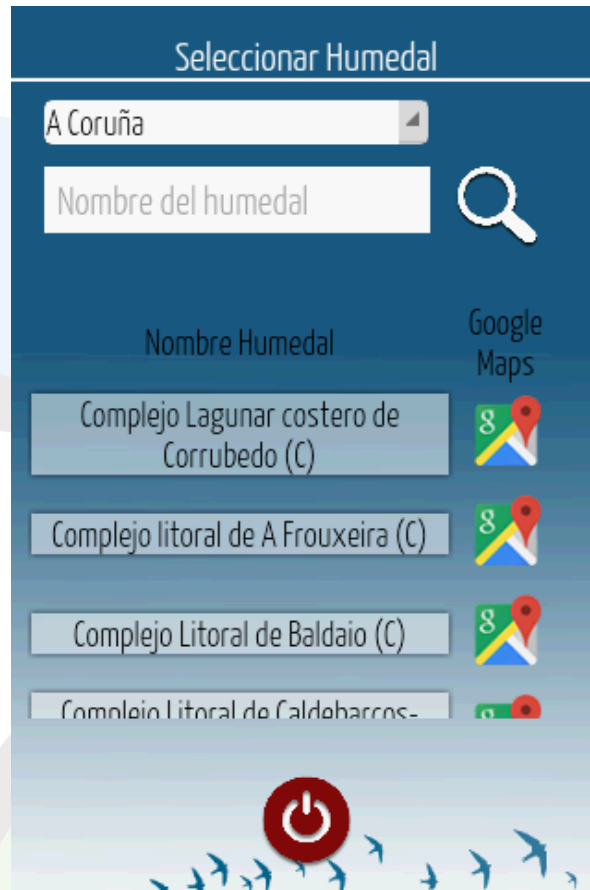 Seleccionar Humedal
A Coruña
Nombre del humedal
Nombre Humedal
Google
Maps
Complejo Lagunar costero de
Corrubedo (C)
Complejo litoral de A Frouxeira (C)
Complejo Litoral de Baldaio (C)
Complejo Litoral de Caldebarcos-